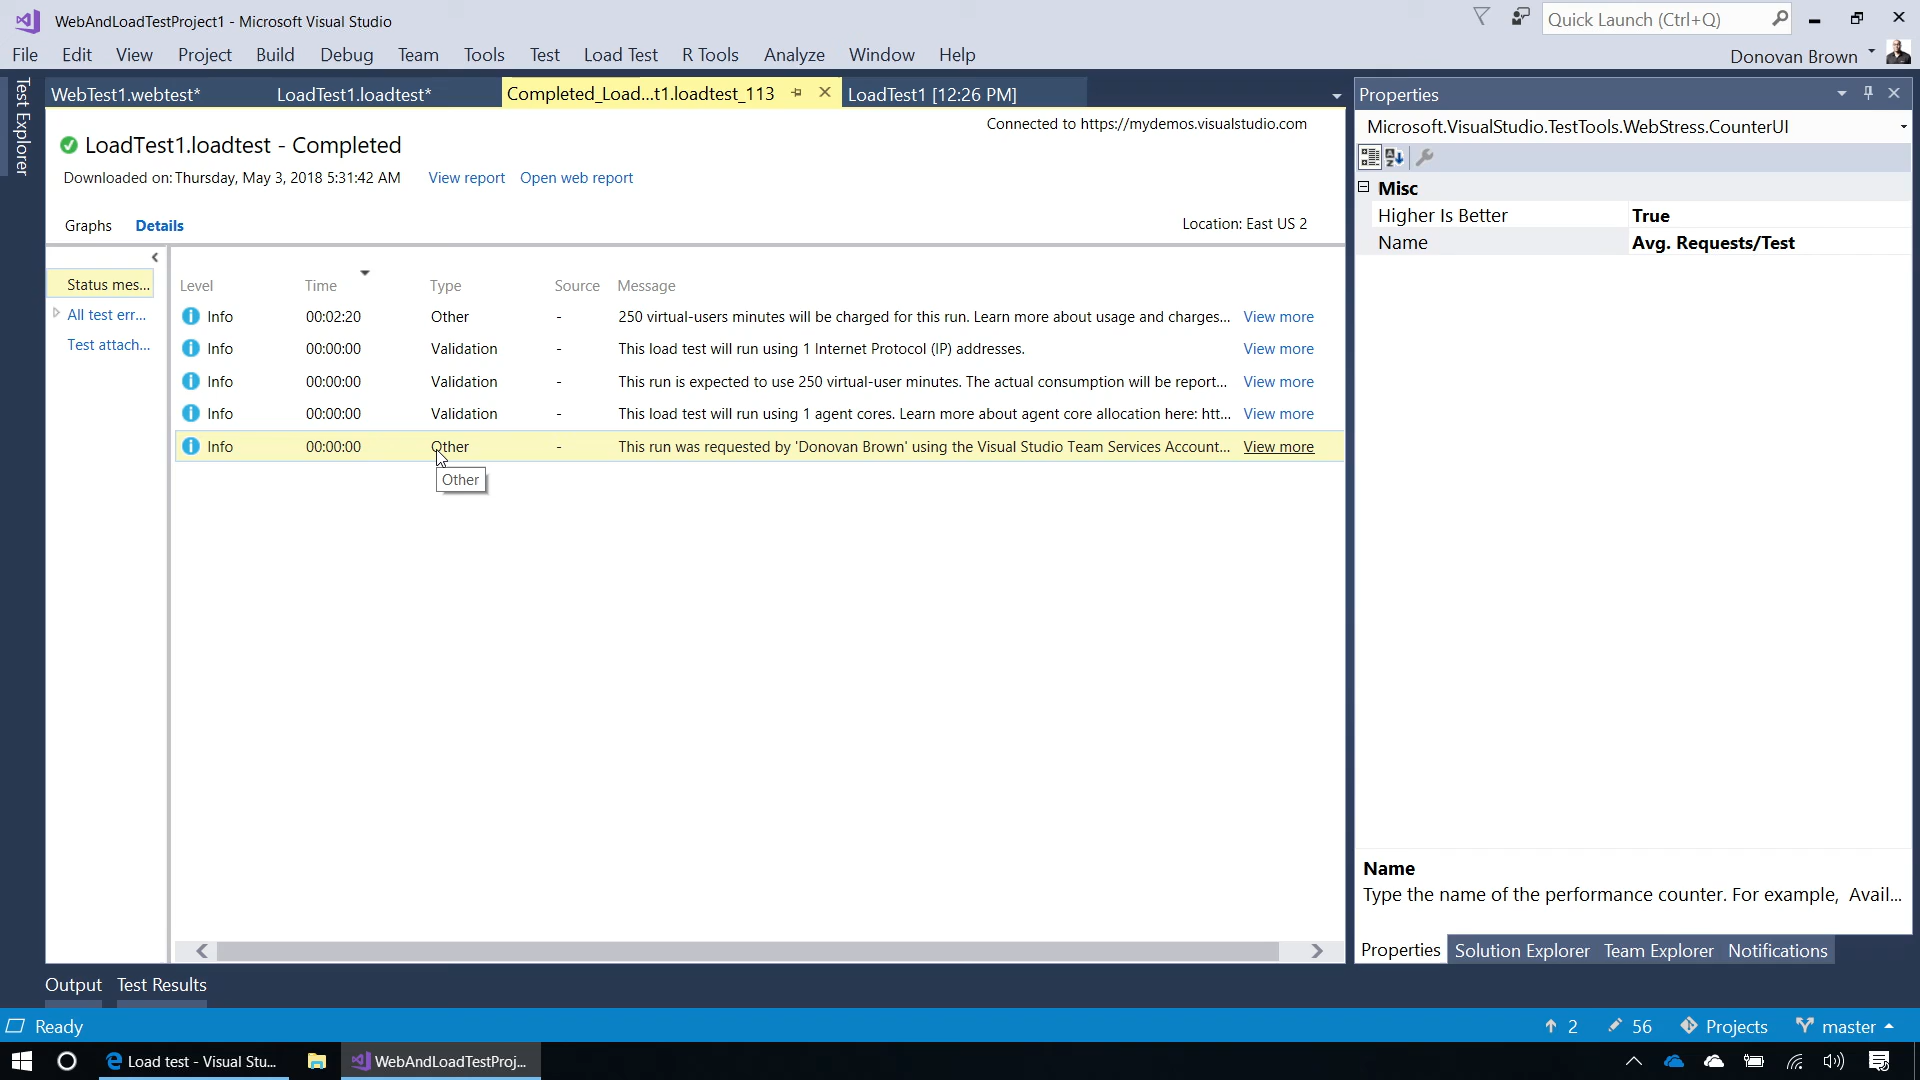 WebAndLoadTestProject1 - Microsoft Visual Studio
Quick Launch (Ctrl+Q)
File Edit View Project Build Debug Team Tools Test Load Test R Tools Analyze Window Help
Donovan Brown
Test Explorer
WebTest1.webtest* LoadTest1.loadtest* Completed_Load...t1.loadtest_113 LoadTest1 [12:26 PM]
Connected to https://mydemos.visualstudio.com
LoadTest1.loadtest - Completed
Downloaded on: Thursday, May 3, 2018 5:31:42 AM View report Open web report
Graphs Details
Location: East US 2
Status mes...
All test err...
Test attach...
Level Time Type Source Message
Info 00:02:20 Other - 250 virtual-users minutes will be charged for this run. Learn more about usage and charges... View more
Info 00:00:00 Validation - This load test will run using 1 Internet Protocol (IP) addresses. View more
Info 00:00:00 Validation - This run is expected to use 250 virtual-user minutes. The actual consumption will be report... View more
Info 00:00:00 Validation - This load test will run using 1 agent cores. Learn more about agent core allocation here: htt... View more
Info 00:00:00 Other - This run was requested by 'Donovan Brown' using the Visual Studio Team Services Account... View more
Other
Properties
Microsoft.VisualStudio.TestTools.WebStress.CounterUI
Misc
Higher Is Better True
Name Avg. Requests/Test
Name
Type the name of the performance counter. For example, Avail...
Properties Solution Explorer Team Explorer Notifications
Output Test Results
Ready
2 56 Projects master
Load test - Visual Stu... WebAndLoadTestProj...